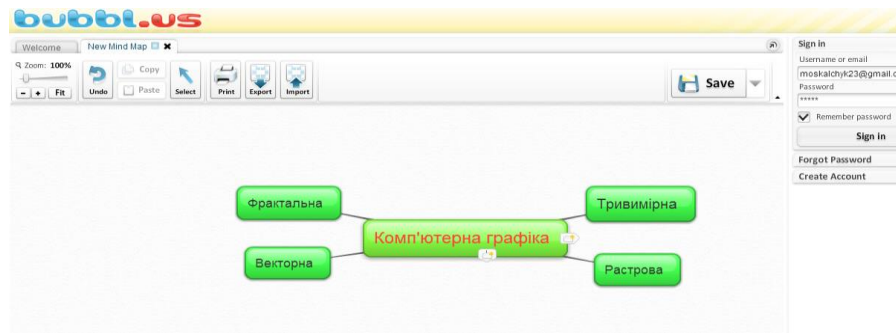 bubbl.us
Welcome
New Mind Map
Sign in
Zoom: 100%
Username or email
Copy
moskalchyk23@gmail.c
Undo
Paste
Select
Print
Export
Import
Save
Password
*****
- + Fit
Remember password
Sign in
Forgot Password
Create Account
Фрактальна
Тривимірна
Комп'ютерна графіка
Векторна
Растрова